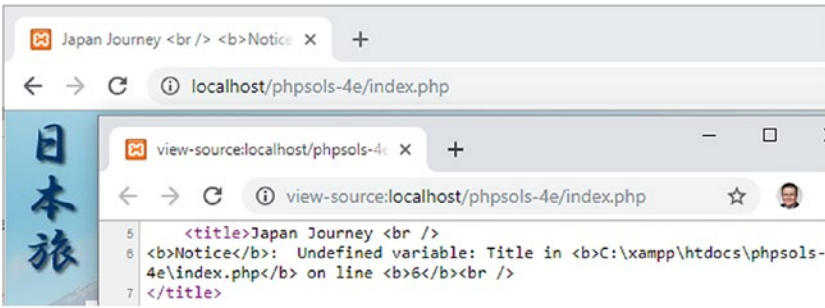 Japan Journey <br /> <b>Notice
localhost/phpsols-4e/index.php
日
本
旅
view-source:localhost/phpsols-4e
view-source:localhost/phpsols-4e/index.php
5 <title>Japan Journey <br />
6 <b>Notice</b>:  Undefined variable: Title in <b>C:\xampp\htdocs\phpsols-
4e\index.php</b> on line <b>6</b><br />
7 </title>